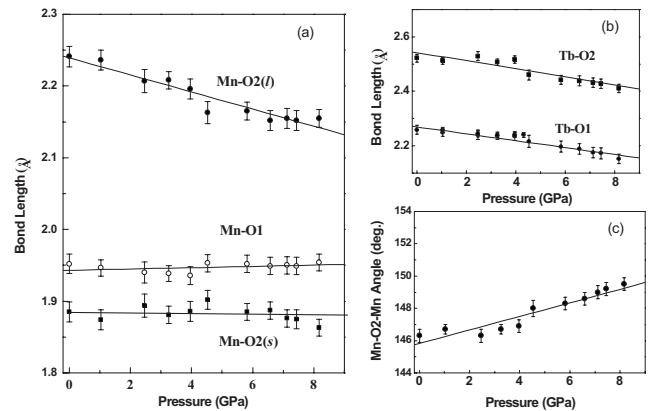 (a)
2.3
2.2
2.1
2.0
1.9
1.8
Bond Length (Å)
Mn-O2(l)
Mn-O1
Mn-O2(s)
0 2 4 6 8
Pressure (GPa)
(b)
2.6
2.4
2.2
Bond Length (Å)
Tb-O2
Tb-O1
0 2 4 6 8
Pressure (GPa)
(c)
154
152
150
148
146
144
Mn-O2-Mn Angle (deg.)
0 2 4 6 8
Pressure (GPa)